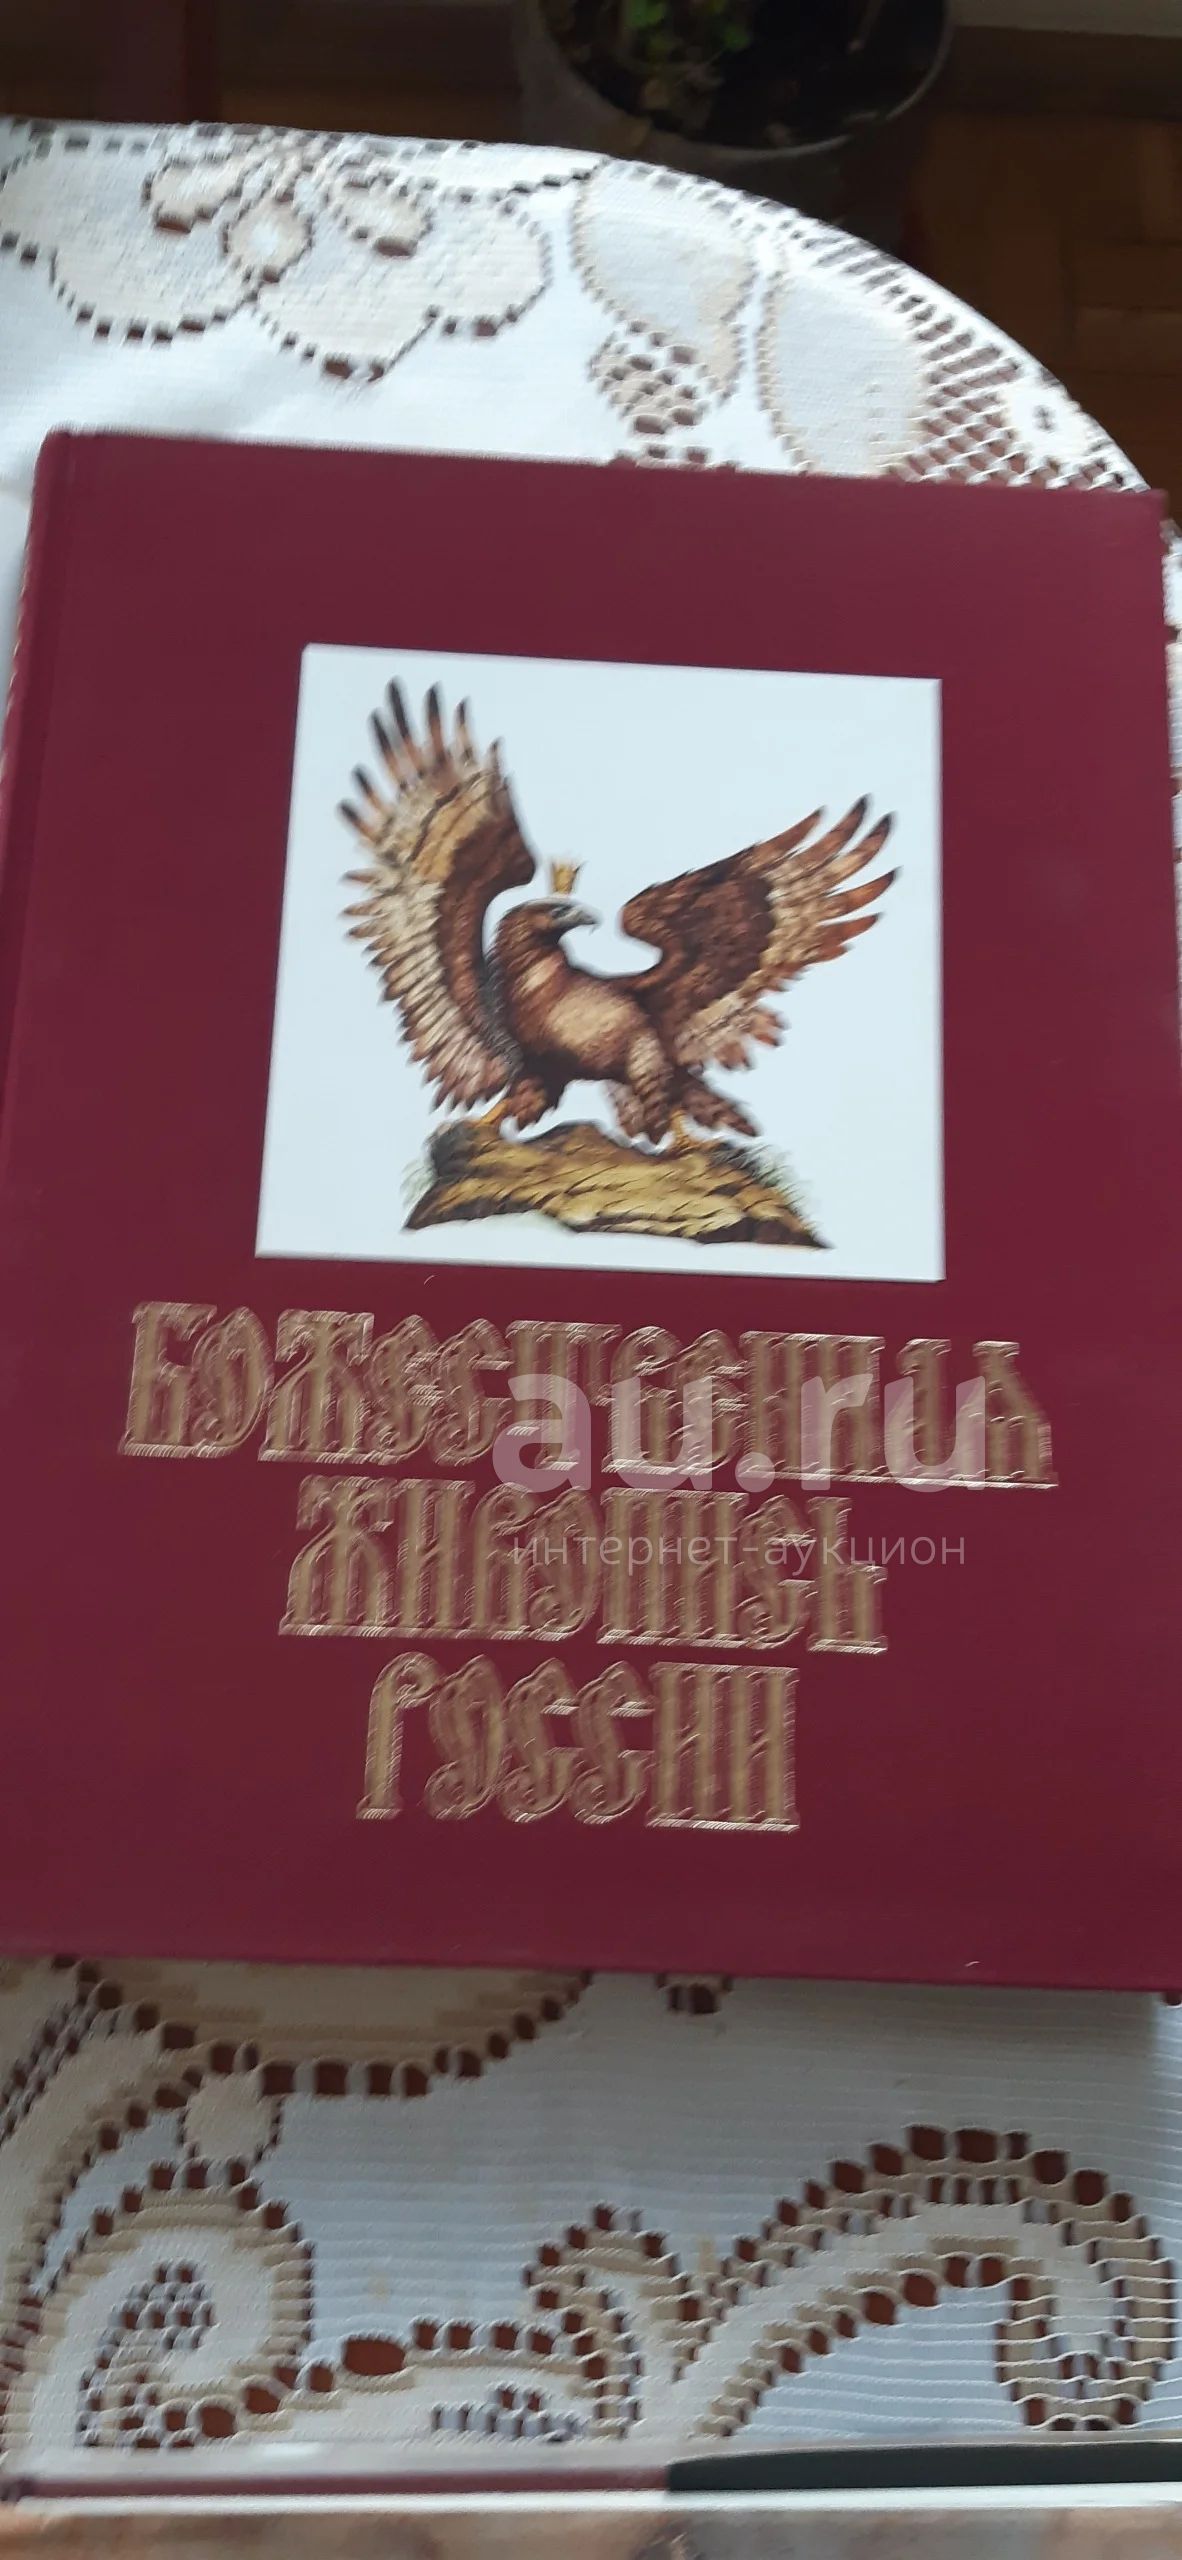 БОЖЕСТВЕННАЯ
ЖИВОПИСЬ
РОССИИ
au.ru
интернет-аукцион